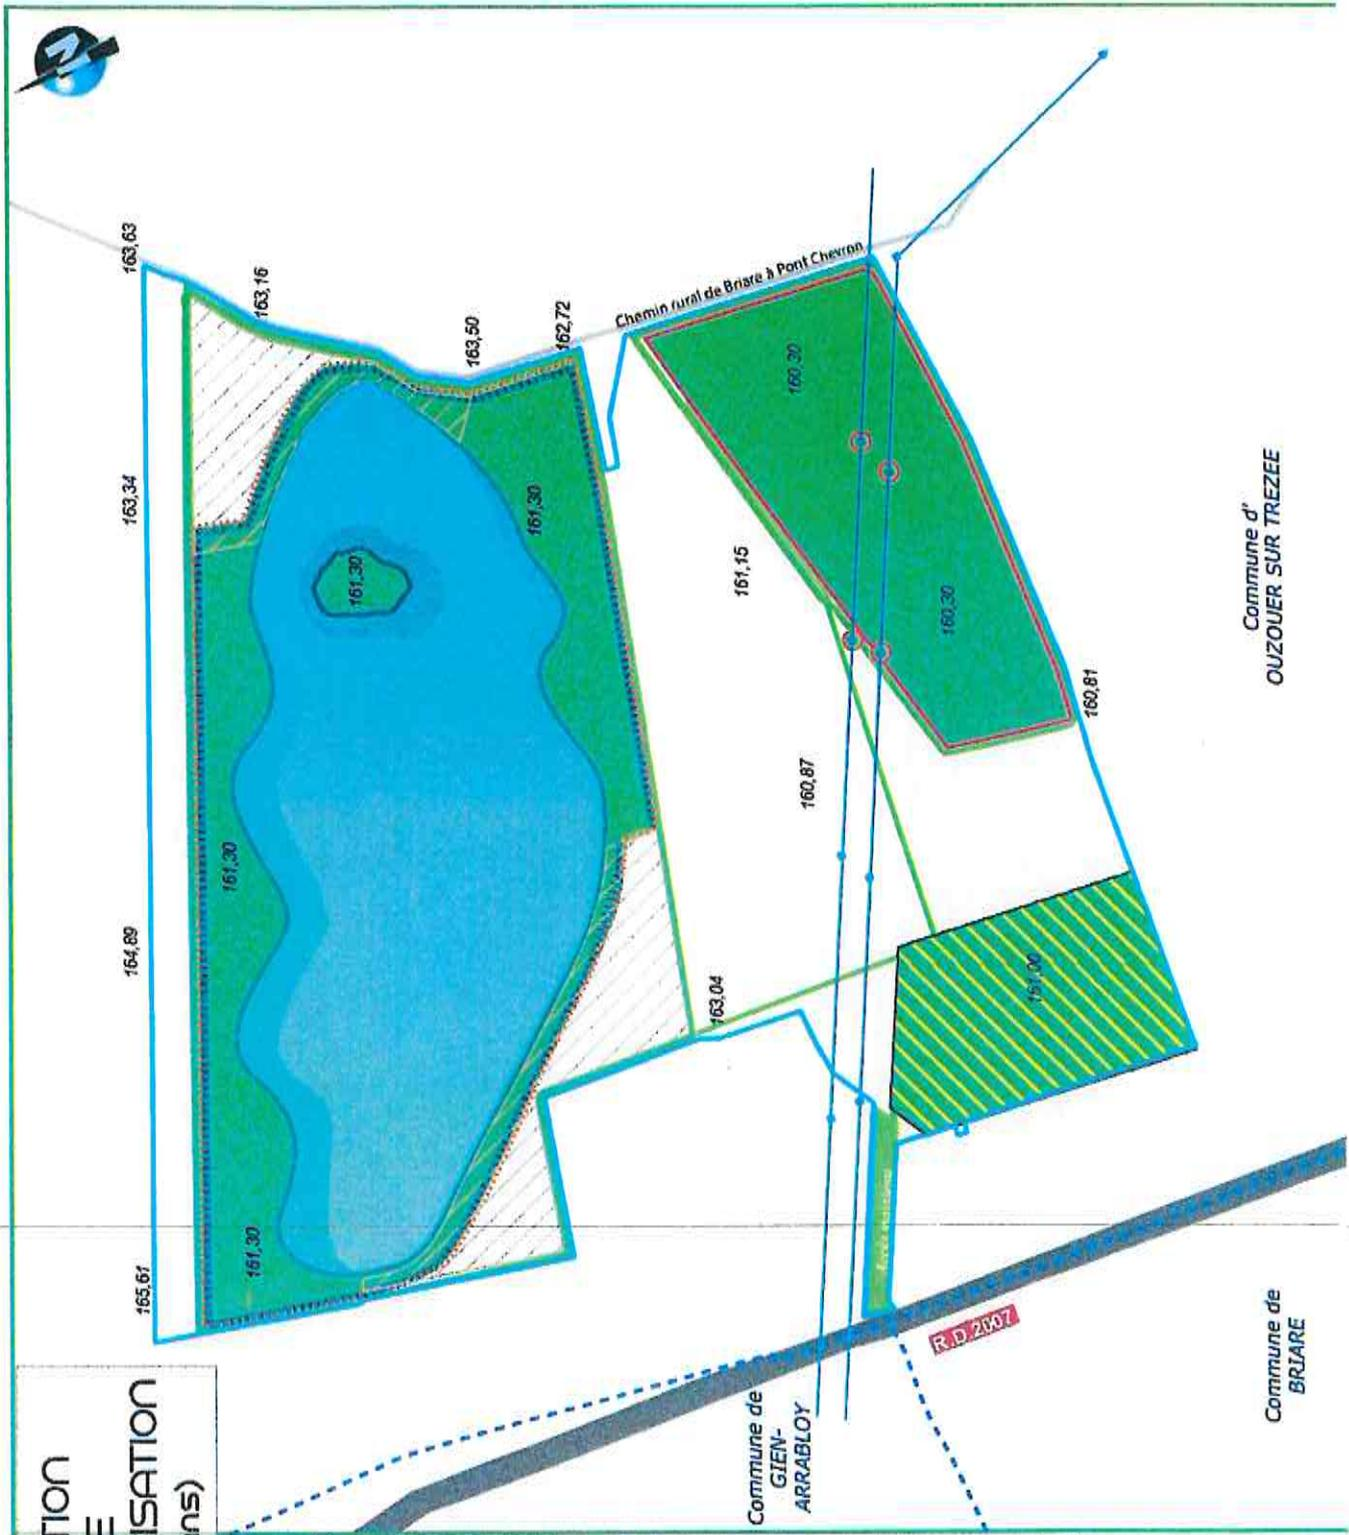 TION
E
ISATION
ns)
N
163,63
163,16
163,50
162,72
Chemin rural de Briare à Pont Chevron
163,34
164,89
165,61
161,30
161,30
161,30
161,30
160,30
160,30
161,15
160,87
160,81
163,04
161,00
R.D.2007
Commune d'
OUZOUER SUR TREZEE
Commune de
GIEN-
ARRABLOY
Commune de
BRIARE